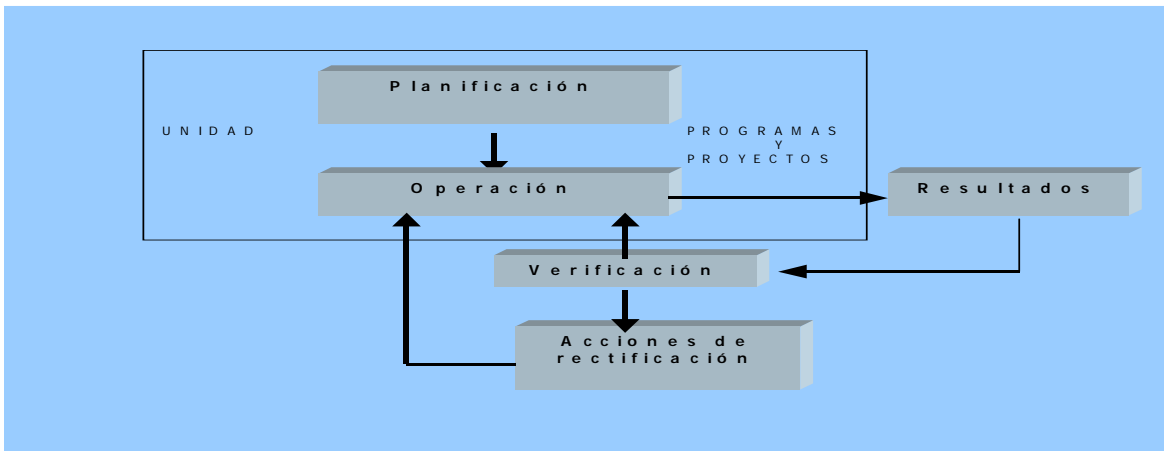 Planificación
UNIDAD
PROGRAMAS
Y
PROYECTOS
Operación
Resultados
Verificación
Acciones de
rectificación